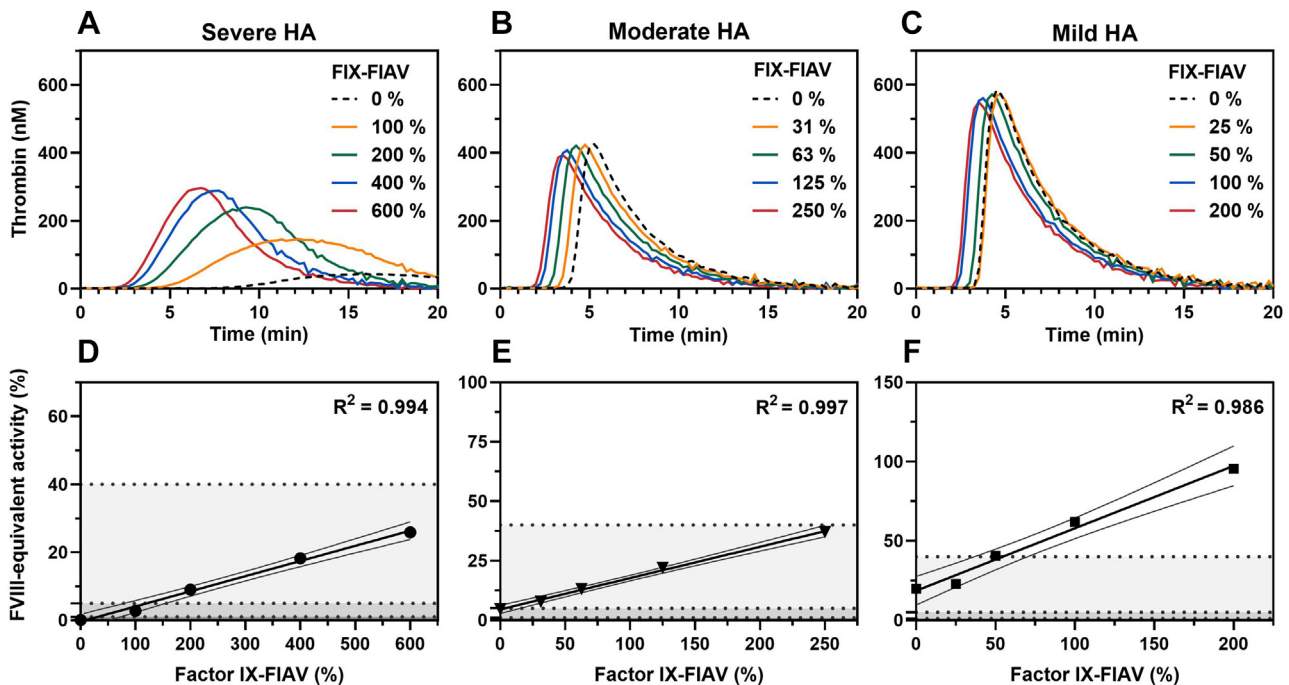 A
Severe HA
Thrombin (nM)
600
400
200
0
FIX-FIAV
0 %
100 %
200 %
400 %
600 %
0 5 10 15 20
Time (min)
B
Moderate HA
600
400
200
0
FIX-FIAV
0 %
31 %
63 %
125 %
250 %
0 5 10 15 20
Time (min)
C
Mild HA
600
400
200
0
FIX-FIAV
0 %
25 %
50 %
100 %
200 %
0 5 10 15 20
Time (min)
D
FVIII-equivalent activity (%)
60
40
20
0
R² = 0.994
0 100 200 300 400 500 600
Factor IX-FIAV (%)
E
100
75
50
25
0
R² = 0.997
0 50 100 150 200 250
Factor IX-FIAV (%)
F
150
100
50
0
R² = 0.986
0 50 100 150 200
Factor IX-FIAV (%)